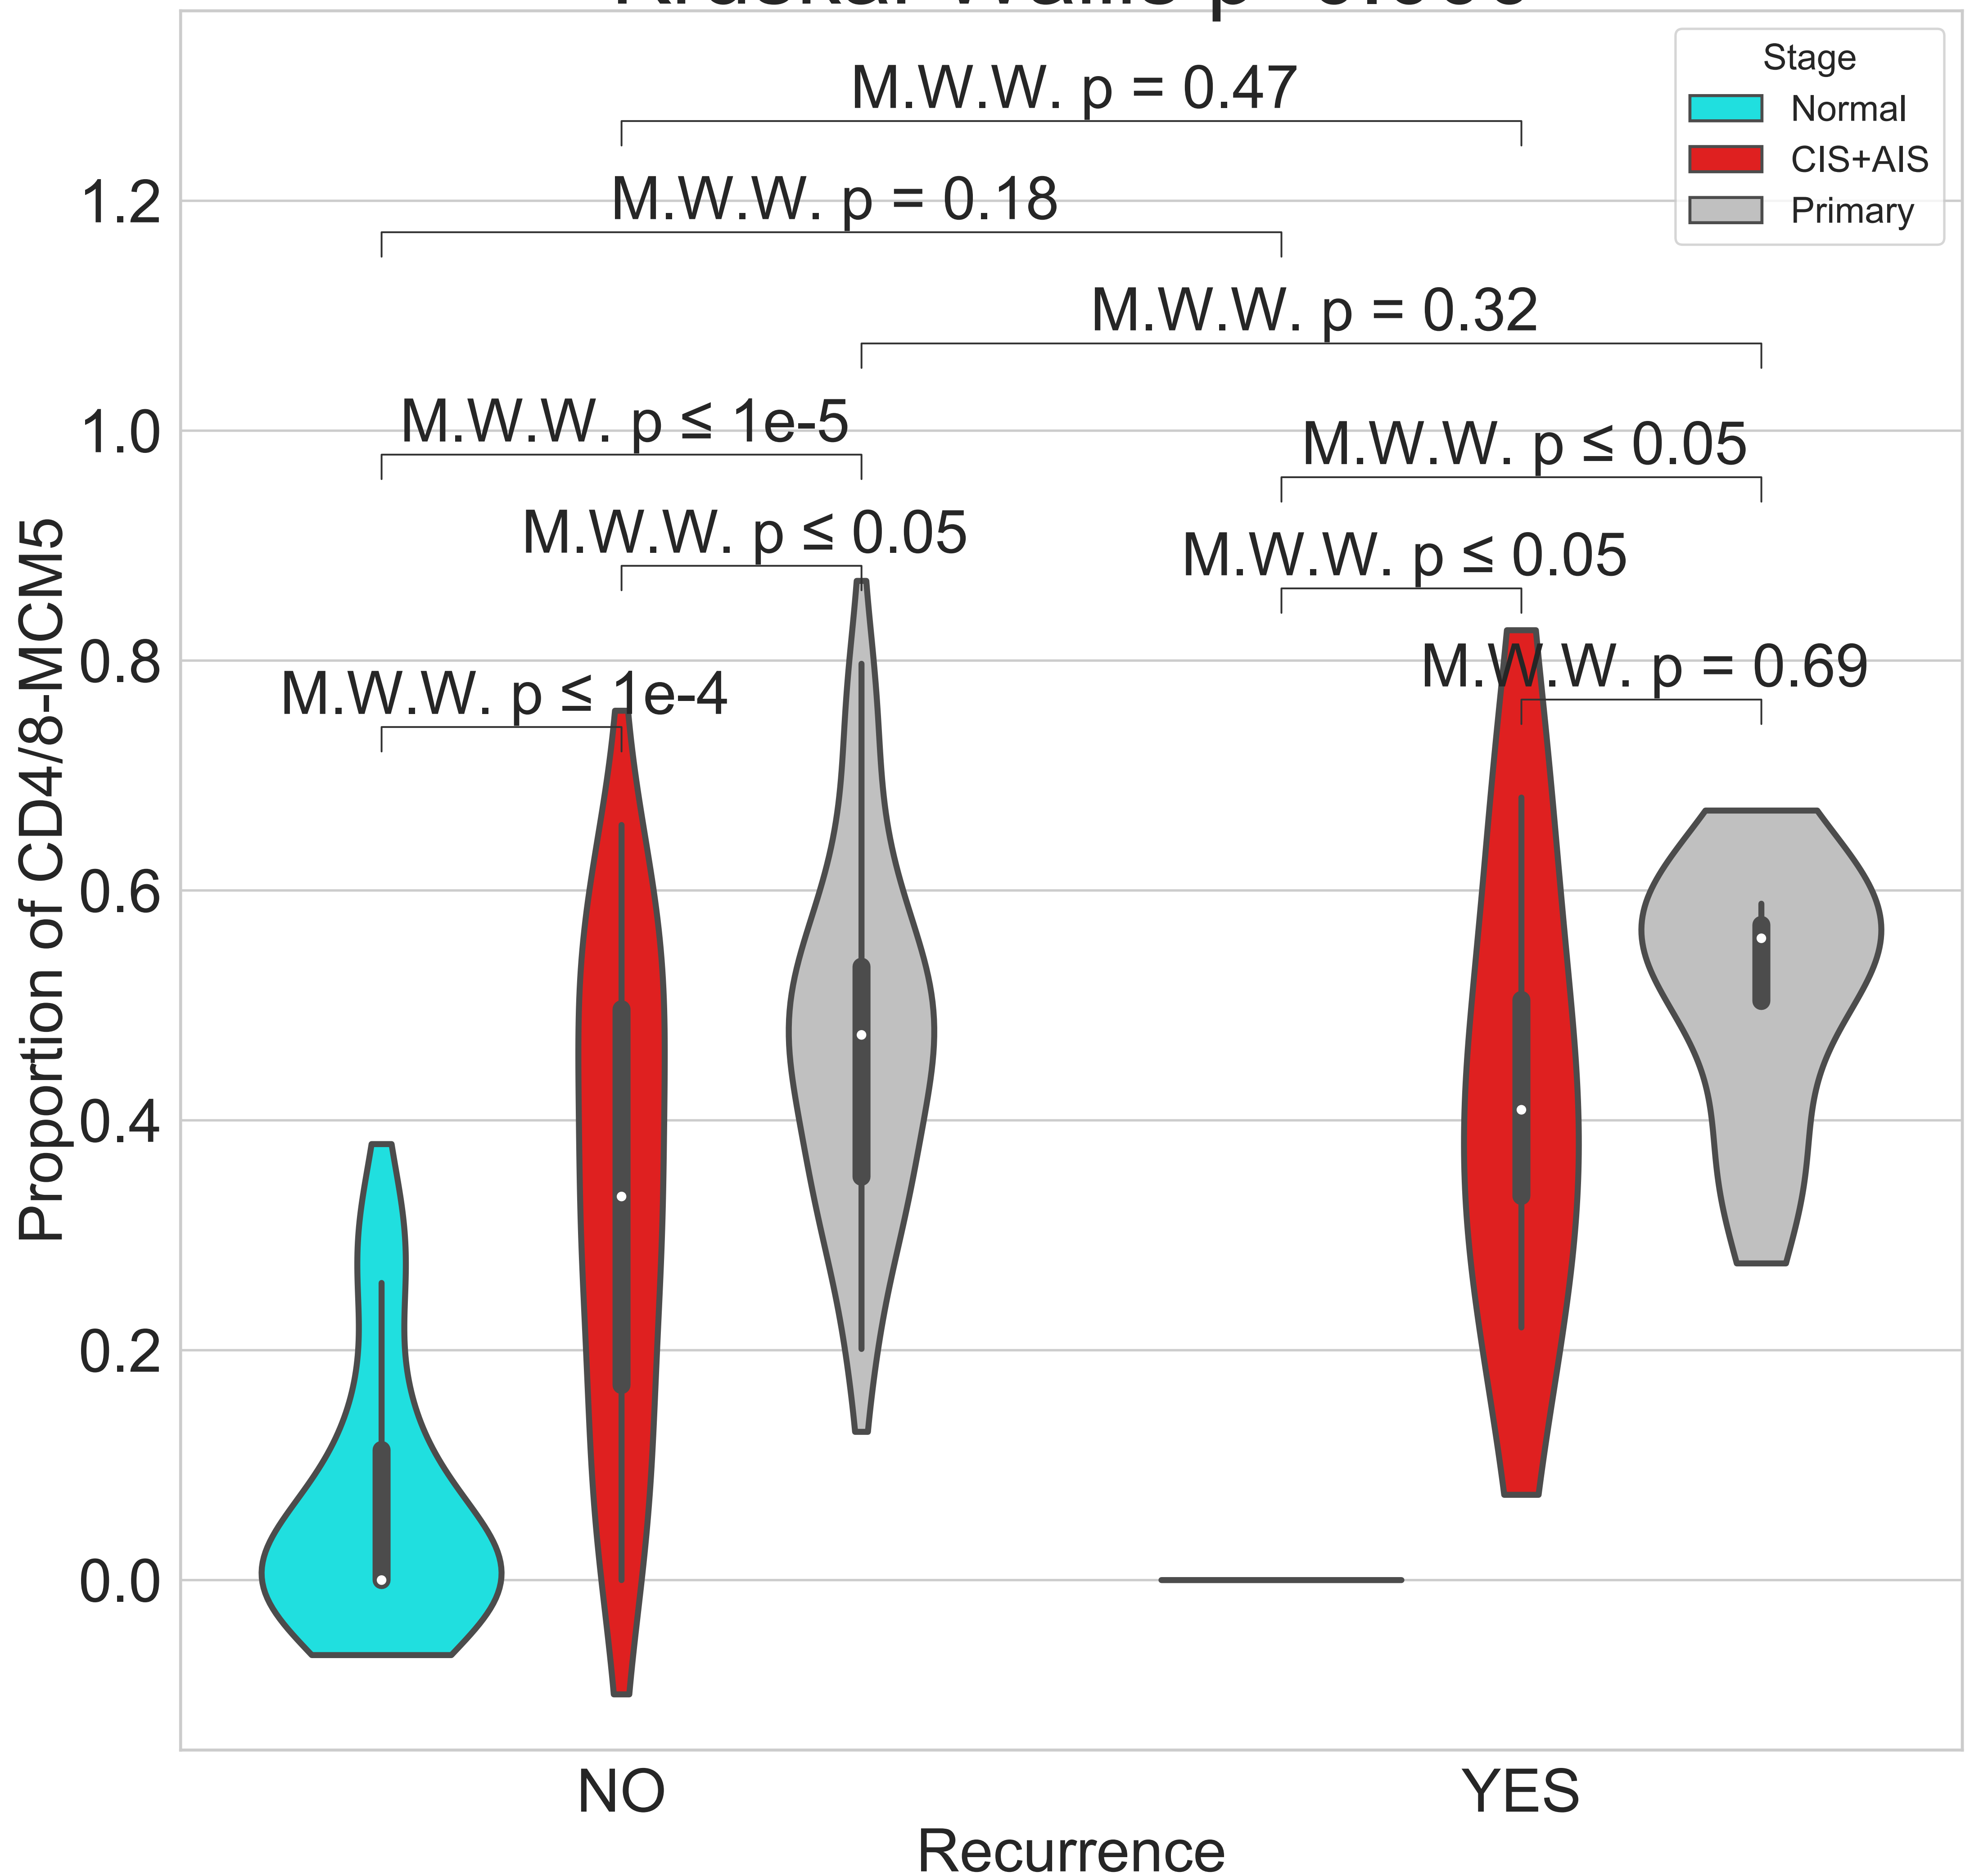 Stage
Normal
CIS+AIS
Primary
M.W.W. p = 0.47
M.W.W. p = 0.18
M.W.W. p = 0.32
M.W.W. p ≤ 1e-5
M.W.W. p ≤ 0.05
M.W.W. p ≤ 0.05
M.W.W. p ≤ 0.05
M.W.W. p ≤ 1e-4
M.W.W. p = 0.69
Proportion of CD4/8-MCM5
1.2
1.0
0.8
0.6
0.4
0.2
0.0
NO
YES
Recurrence